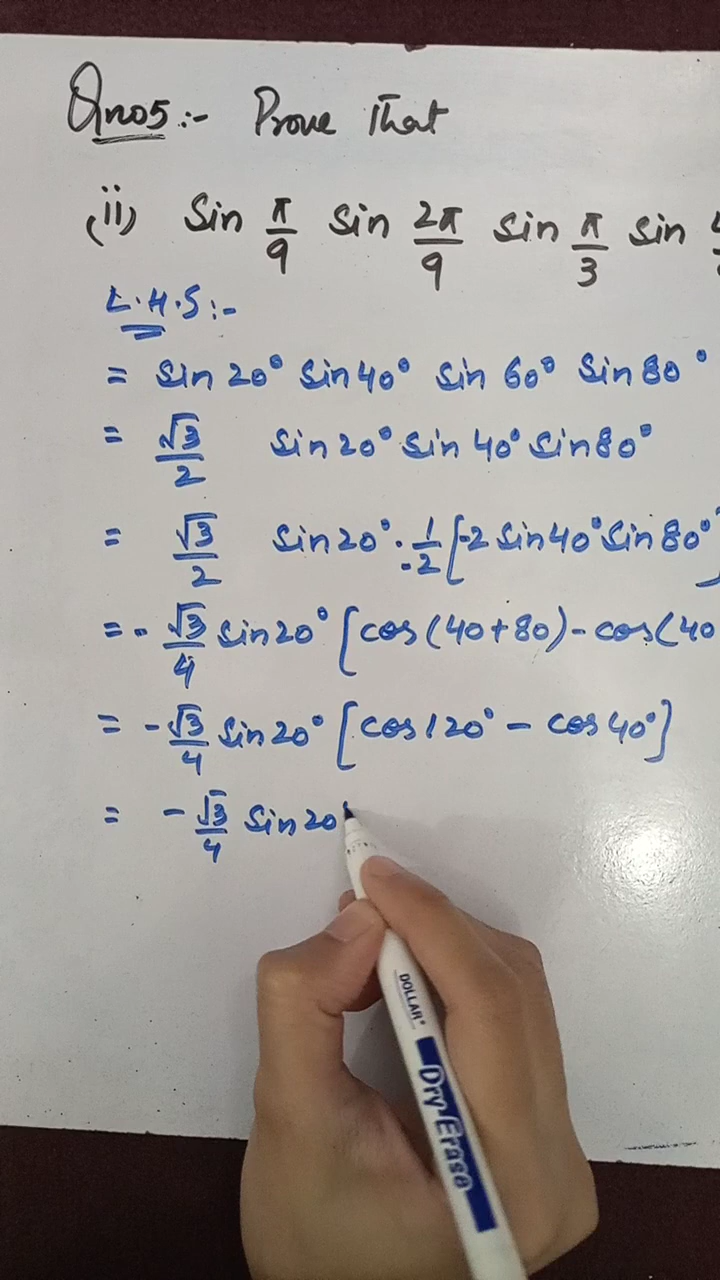 Qno5:- Prove That
(ii) Sin π/9 Sin 2π/9 Sin π/3 Sin
L.H.S:-
= Sin 20° Sin 40° Sin 60° Sin 80°
= √3/2 Sin 20° Sin 40° Sin 80°
= √3/2 Sin 20° · 1/-2 [-2 Sin 40° Sin 80°]
= - √3/4 Sin 20° [cos (40+80) - cos (40
= - √3/4 Sin 20° [cos 120° - cos 40°]
= - √3/4 Sin 20
DOLLAR
Dry Erase